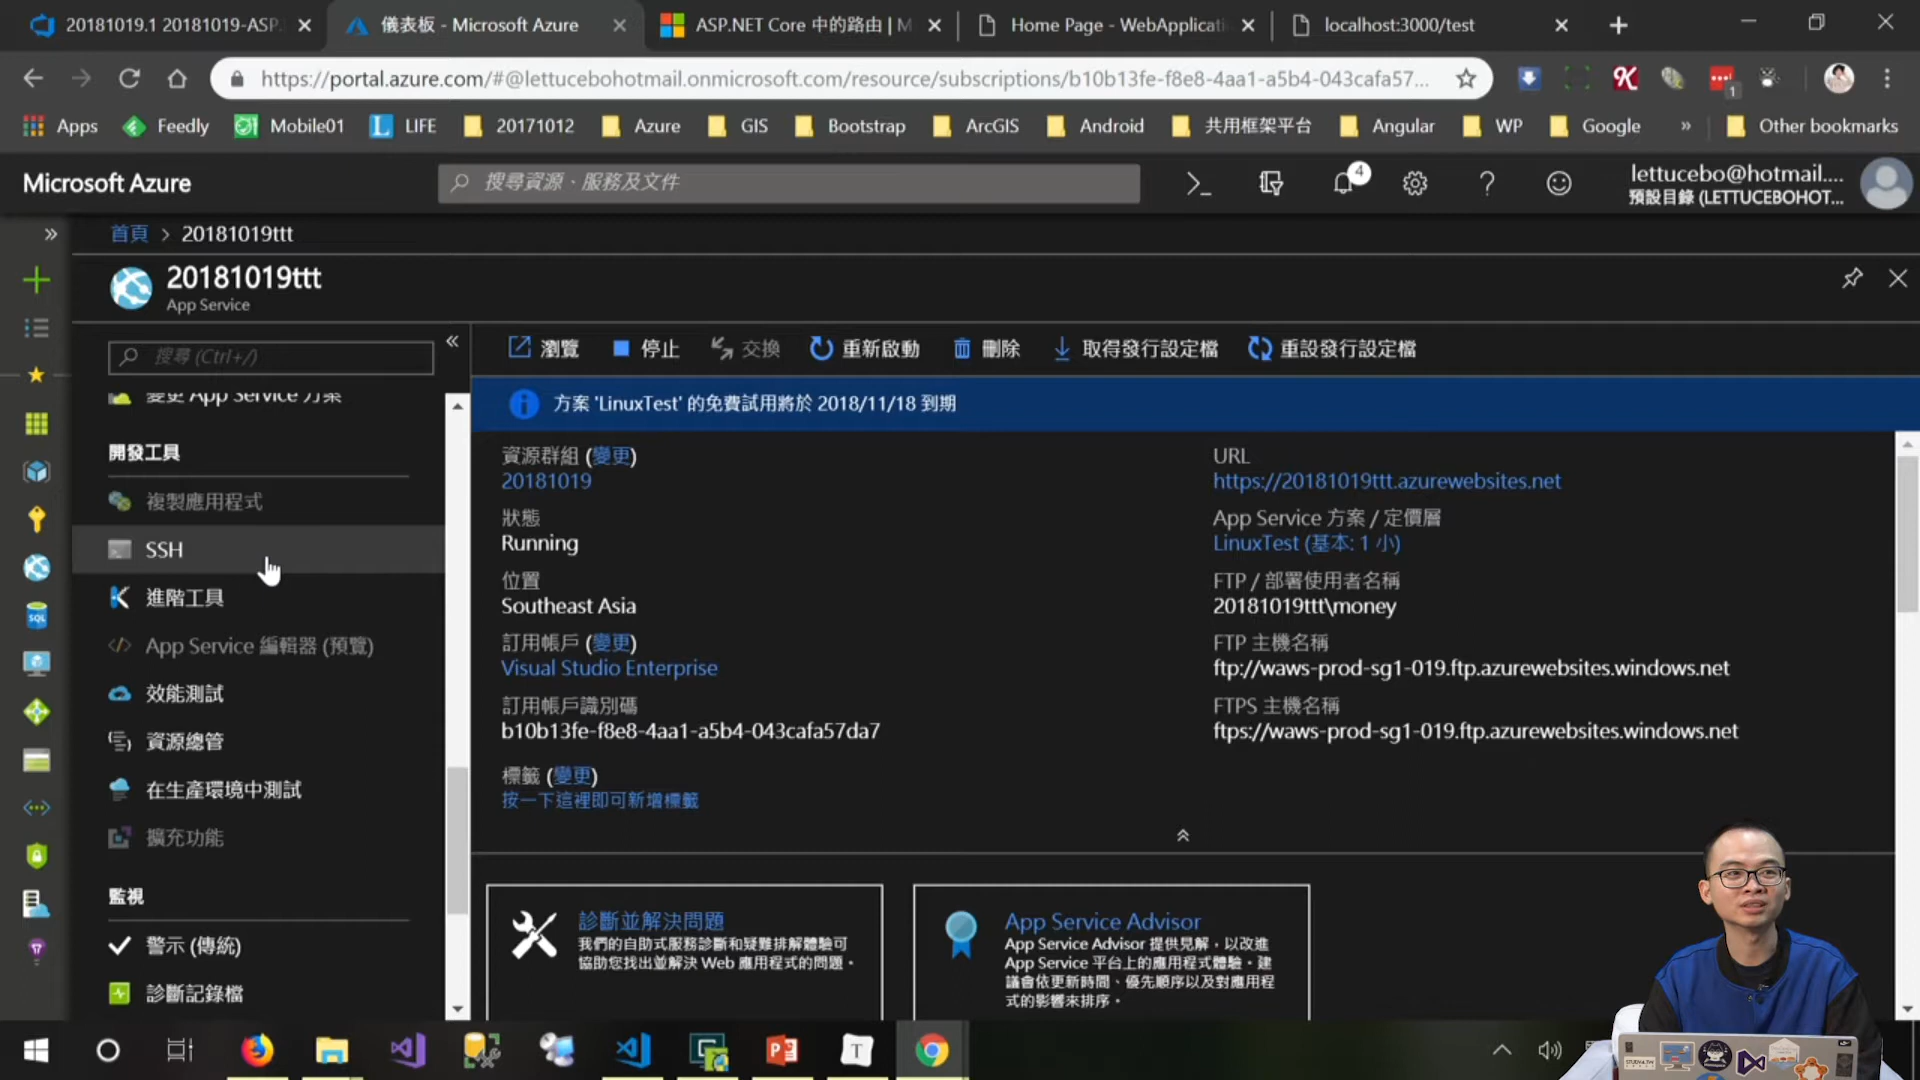 20181019.1 20181019-ASP.
儀表板 - Microsoft Azure
ASP.NET Core 中的路由 | M
Home Page - WebApplicati
localhost:3000/test
https://portal.azure.com/#@lettucebohotmail.onmicrosoft.com/resource/subscriptions/b10b13fe-f8e8-4aa1-a5b4-043cafa57...
1
Apps
Feedly
Mobile01
LIFE
20171012
Azure
GIS
Bootstrap
ArcGIS
Android
共用框架平台
Angular
WP
Google
»
Other bookmarks
Microsoft Azure
搜尋資源、服務及文件
4
lettucebo@hotmail....
預設目錄 (LETTUCEBOHOT...
首頁 > 20181019ttt
20181019ttt
App Service
搜尋 (Ctrl+/)
變更 App Service 方案
開發工具
複製應用程式
SSH
進階工具
App Service 編輯器 (預覽)
效能測試
資源總管
在生產環境中測試
擴充功能
監視
警示 (傳統)
診斷記錄檔
瀏覽
停止
交換
重新啟動
刪除
取得發行設定檔
重設發行設定檔
方案 'LinuxTest' 的免費試用將於 2018/11/18 到期
資源群組 (變更)
20181019
狀態
Running
位置
Southeast Asia
訂用帳戶 (變更)
Visual Studio Enterprise
訂用帳戶識別碼
b10b13fe-f8e8-4aa1-a5b4-043cafa57da7
標籤 (變更)
按一下這裡即可新增標籤
URL
https://20181019ttt.azurewebsites.net
App Service 方案 / 定價層
LinuxTest (基本: 1 小)
FTP / 部署使用者名稱
20181019ttt\money
FTP 主機名稱
ftp://waws-prod-sg1-019.ftp.azurewebsites.windows.net
FTPS 主機名稱
ftps://waws-prod-sg1-019.ftp.azurewebsites.windows.net
診斷並解決問題
我們的自助式服務診斷和疑難排解體驗可
協助您找出並解決 Web 應用程式的問題。
App Service Advisor
App Service Advisor 提供見解，以改進
App Service 平台上的應用程式體驗。建
議會依更新時間、優先順序以及對應用程
式的影響來排序。